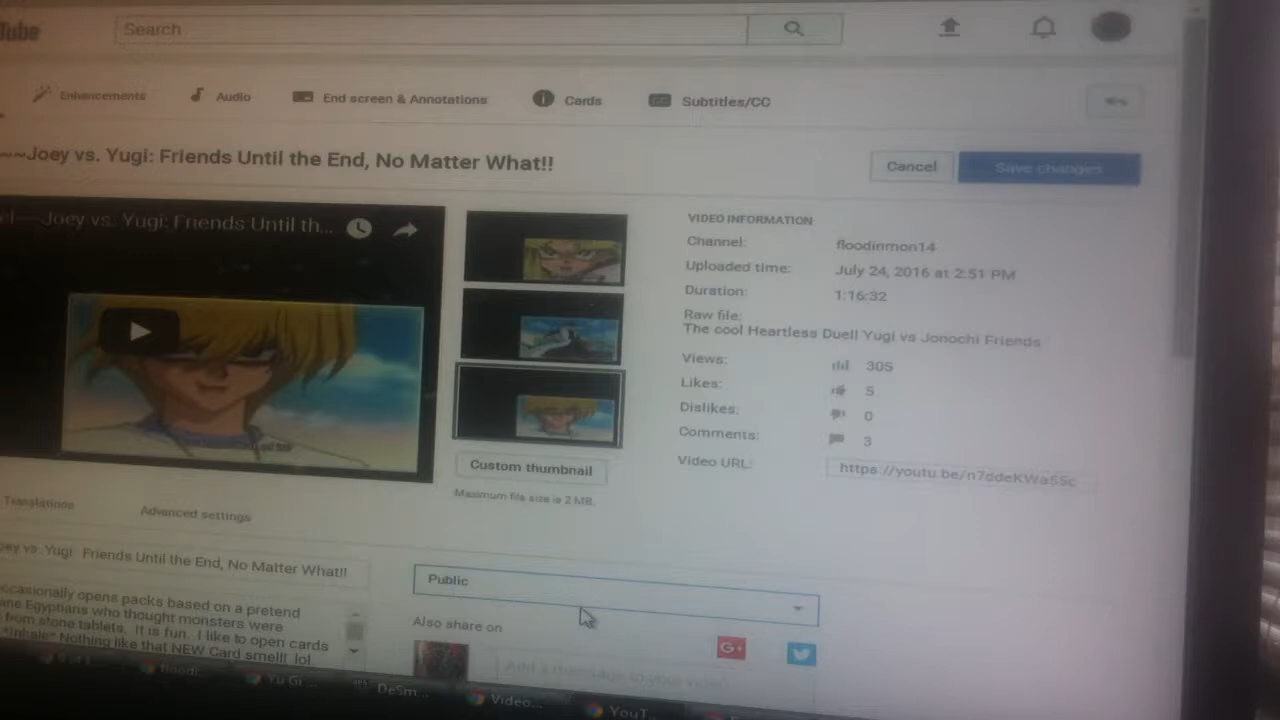 Tube
Search
Enhancements
Audio
End screen & Annotations
Cards
Subtitles/CC
~~Joey vs. Yugi: Friends Until the End, No Matter What!!
Cancel
Save changes
el~~Joey vs. Yugi: Friends Until th...
VIDEO INFORMATION
Channel: floodinmon14
Uploaded time: July 24, 2016 at 2:51 PM
Duration: 1:16:32
Raw file:
The cool Heartless Duell Yugi vs Jonochi Friends
Views: 305
Likes: 5
Dislikes: 0
Comments: 3
Video URL: https://youtu.be/n7ddeKWa5Sc
Custom thumbnail
Maximum file size is 2 MB.
Translations
Advanced settings
oey vs. Yugi Friends Until the End, No Matter What!!
occasionally opens packs based on a pretend
ne Egyptians who thought monsters were
from stone tablets. It is fun. I like to open cards
*inhale* Nothing like that NEW Card smell! lol
Public
Also share on
G+
Add a message to your video
floodi...
Yu Gi ...
DeSm...
Video...
YouT...